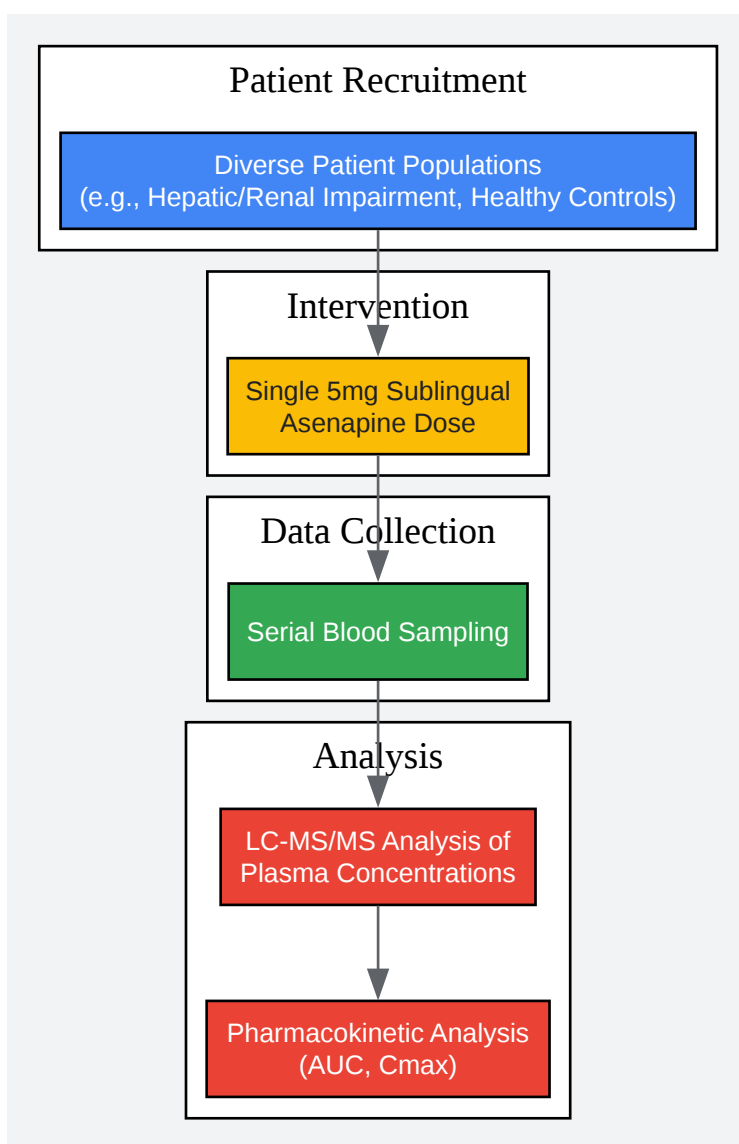 Patient Recruitment
Diverse Patient Populations
(e.g., Hepatic/Renal Impairment, Healthy Controls)
Intervention
Single 5mg Sublingual
Asenapine Dose
Data Collection
Serial Blood Sampling
Analysis
LC-MS/MS Analysis of
Plasma Concentrations
Pharmacokinetic Analysis
(AUC, Cmax)